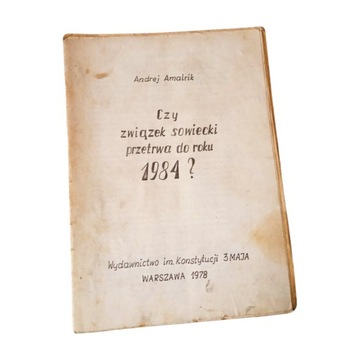 Andrej Amalrik
Czy
związek sowiecki
przetrwa do roku
1984?
Wydawnictwo im. Konstytucji 3 MAJA
WARSZAWA 1978